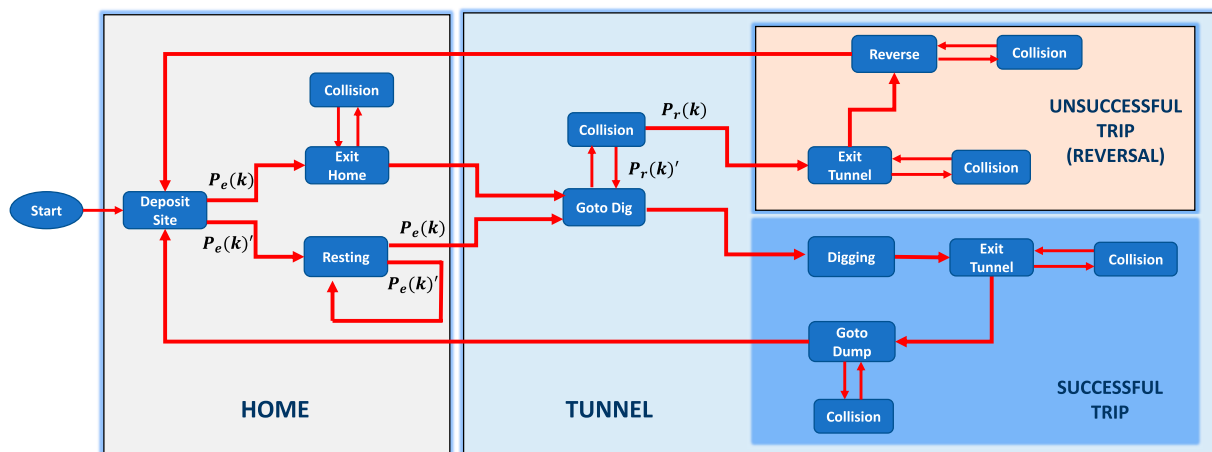 Reverse
Collision
UNSUCCESSFUL
TRIP
(REVERSAL)
Collision
P_r(k)
Collision
P_r(k)'
Exit
Home
Exit
Tunnel
Collision
P_e(k)
Start
Deposit
Site
Goto Dig
P_e(k)'
P_e(k)
Resting
P_e(k)'
Digging
Exit
Tunnel
Collision
Goto
Dump
Collision
HOME
TUNNEL
SUCCESSFUL
TRIP